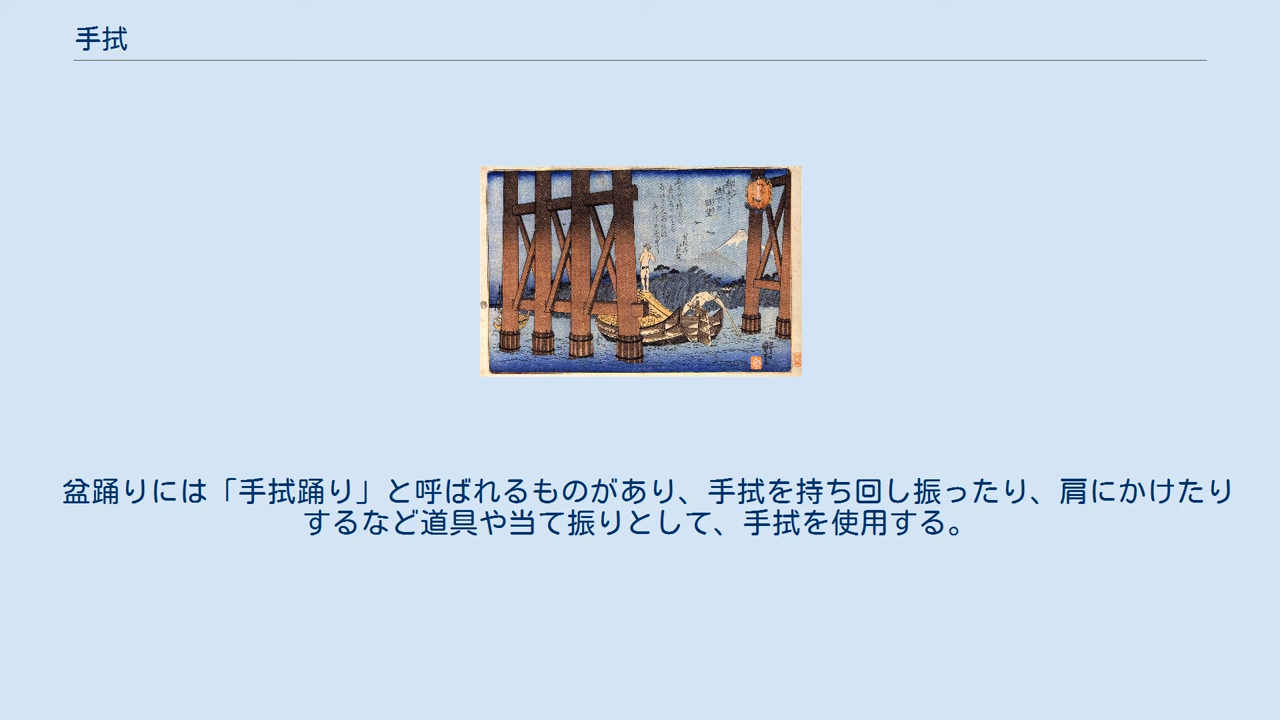 手拭
盆踊りには「手拭踊り」と呼ばれるものがあり、手拭を持ち回し振ったり、肩にかけたり
するなど道具や当て振りとして、手拭を使用する。